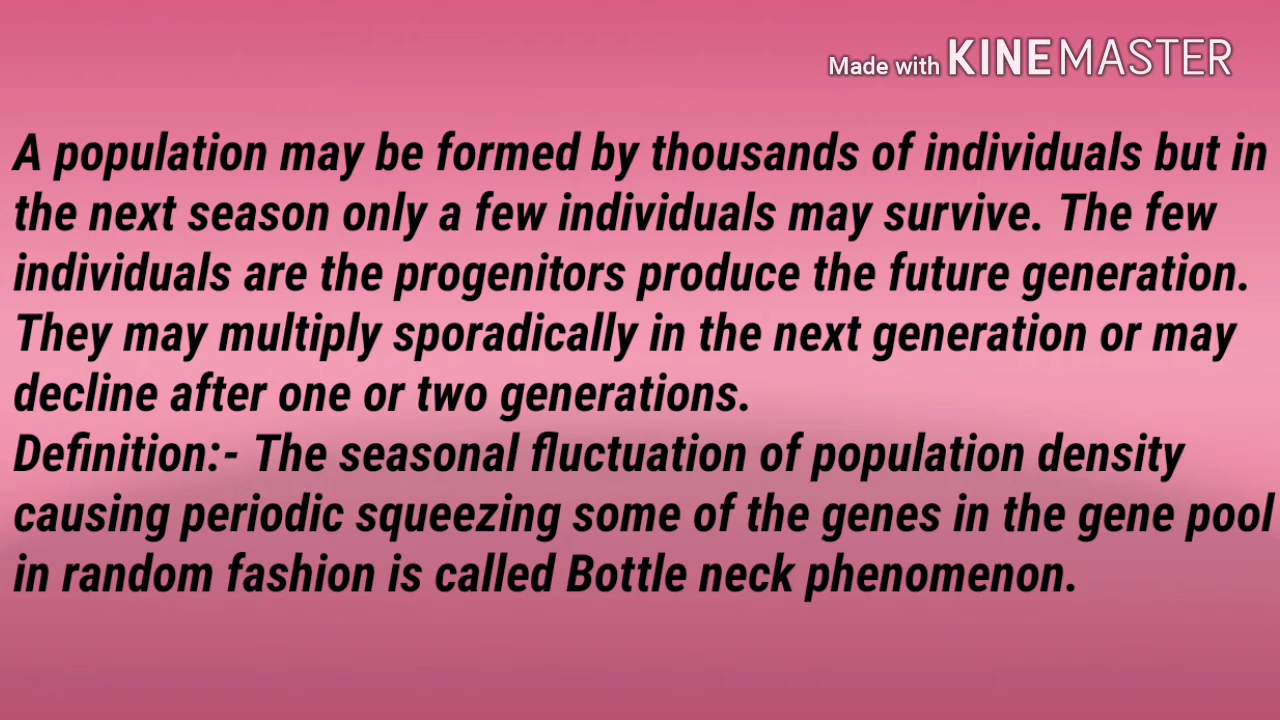 Made with KINEMASTER
A population may be formed by thousands of individuals but in
the next season only a few individuals may survive. The few
individuals are the progenitors produce the future generation.
They may multiply sporadically in the next generation or may
decline after one or two generations.
Definition:- The seasonal fluctuation of population density
causing periodic squeezing some of the genes in the gene pool
in random fashion is called Bottle neck phenomenon.